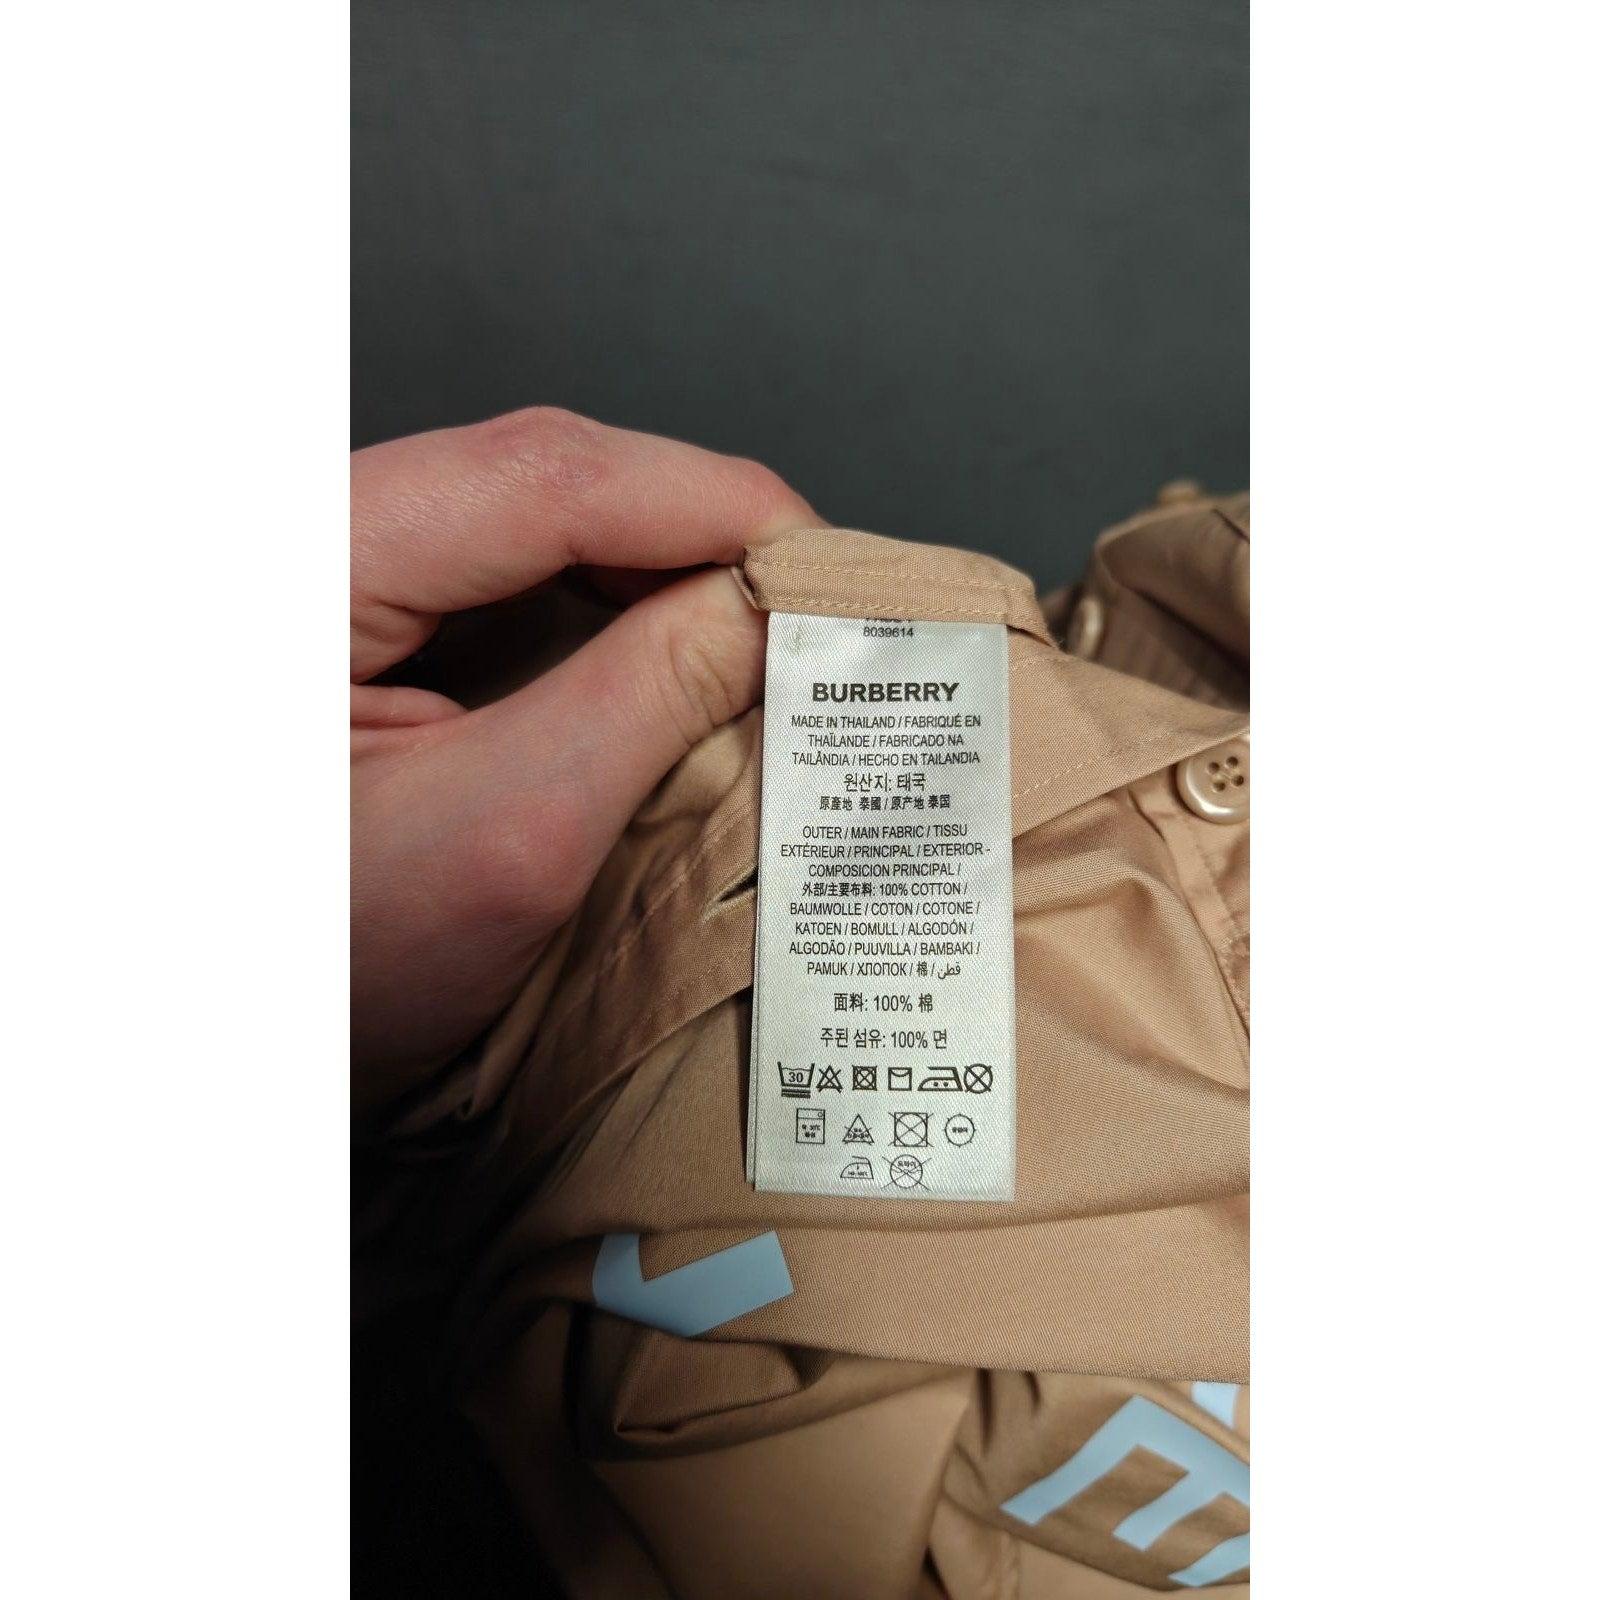 8039614
BURBERRY
MADE IN THAILAND / FABRIQUÉ EN
THAÏLANDE / FABRICADO NA
TAILÂNDIA / HECHO EN TAILANDIA
원산지: 태국
原產地 泰國 / 原产地 泰国
OUTER / MAIN FABRIC / TISSU
EXTÉRIEUR / PRINCIPAL / EXTERIOR -
COMPOSICION PRINCIPAL /
外部/主要布料: 100% COTTON /
BAUMWOLLE / COTON / COTONE /
KATOEN / BOMULL / ALGODÓN /
ALGODÃO / PUUVILLA / BAMBAKI /
PAMUK / ХЛОПОК / 棉 / قطن
面料: 100% 棉
주된 섬유: 100% 면
30